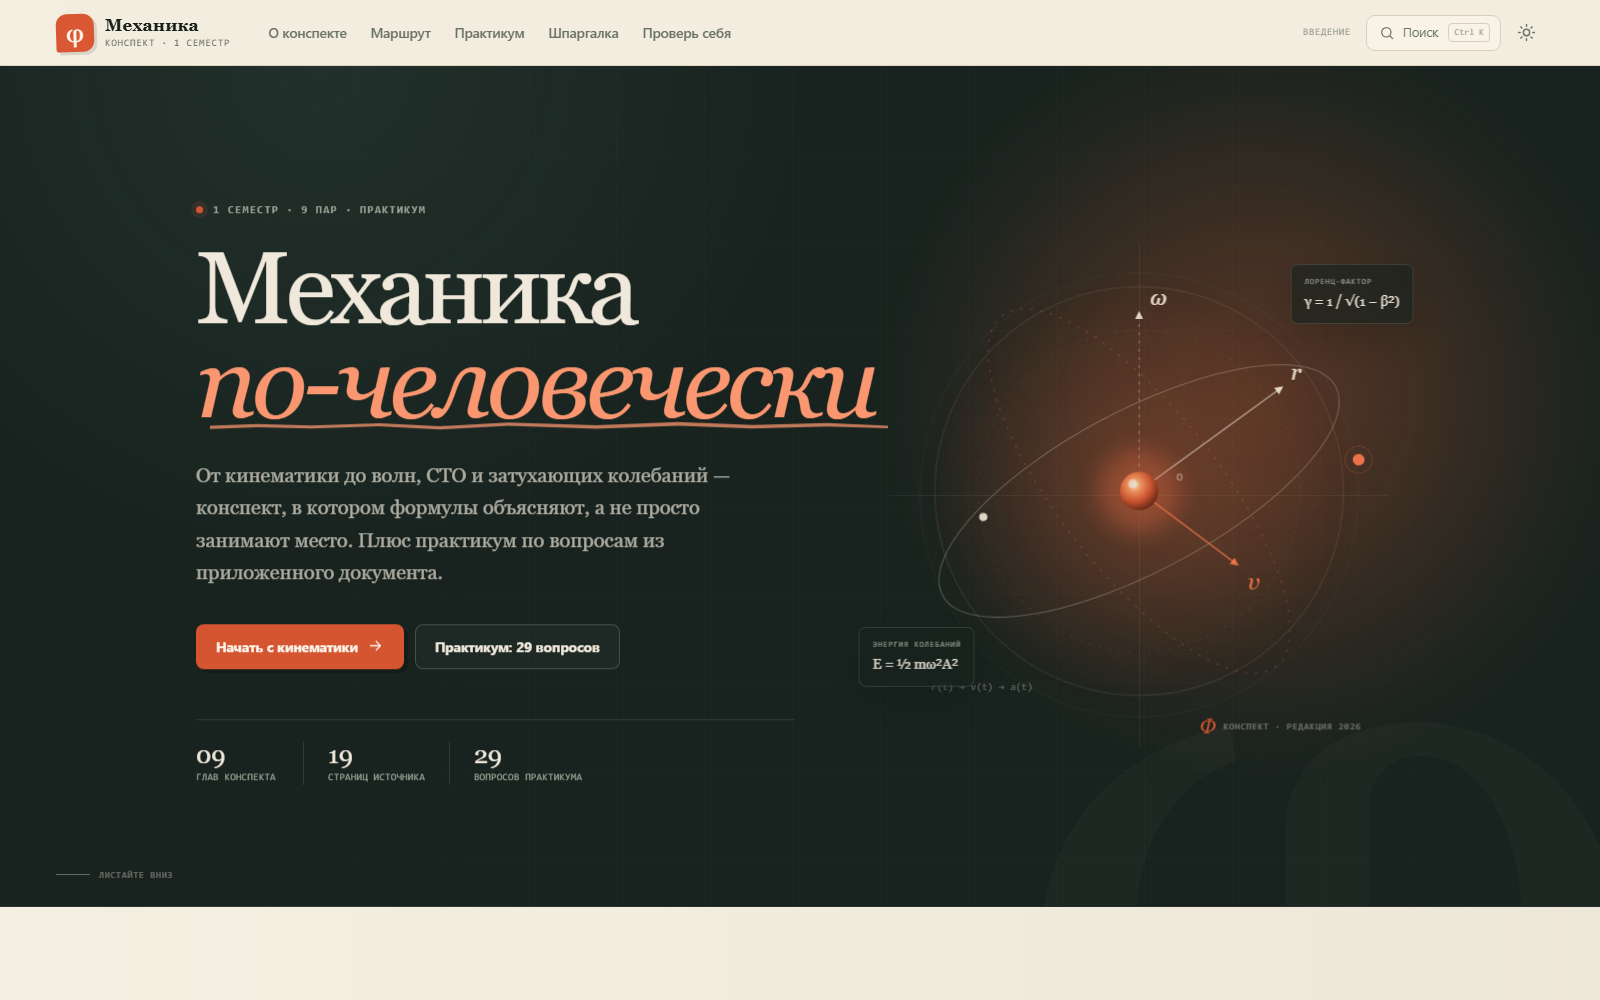 φ
Механика
КОНСПЕКТ · 1 СЕМЕСТР
О конспекте
Маршрут
Практикум
Шпаргалка
Проверь себя
ВВЕДЕНИЕ
Поиск
Ctrl K
1 СЕМЕСТР · 9 ПАР · ПРАКТИКУМ
Механика
по-человечески
От кинематики до волн, СТО и затухающих колебаний —
конспект, в котором формулы объясняют, а не просто
занимают место. Плюс практикум по вопросам из
приложенного документа.
Начать с кинематики →
Практикум: 29 вопросов
09
ГЛАВ КОНСПЕКТА
19
СТРАНИЦ ИСТОЧНИКА
29
ВОПРОСОВ ПРАКТИКУМА
ЛИСТАЙТЕ ВНИЗ
ЛОРЕНЦ-ФАКТОР
γ = 1 / √(1 − β²)
ω
r
0
υ
ЭНЕРГИЯ КОЛЕБАНИЙ
E = ½ mω²A²
r(t) → v(t) → a(t)
Ф КОНСПЕКТ · РЕДАКЦИЯ 2026
φ